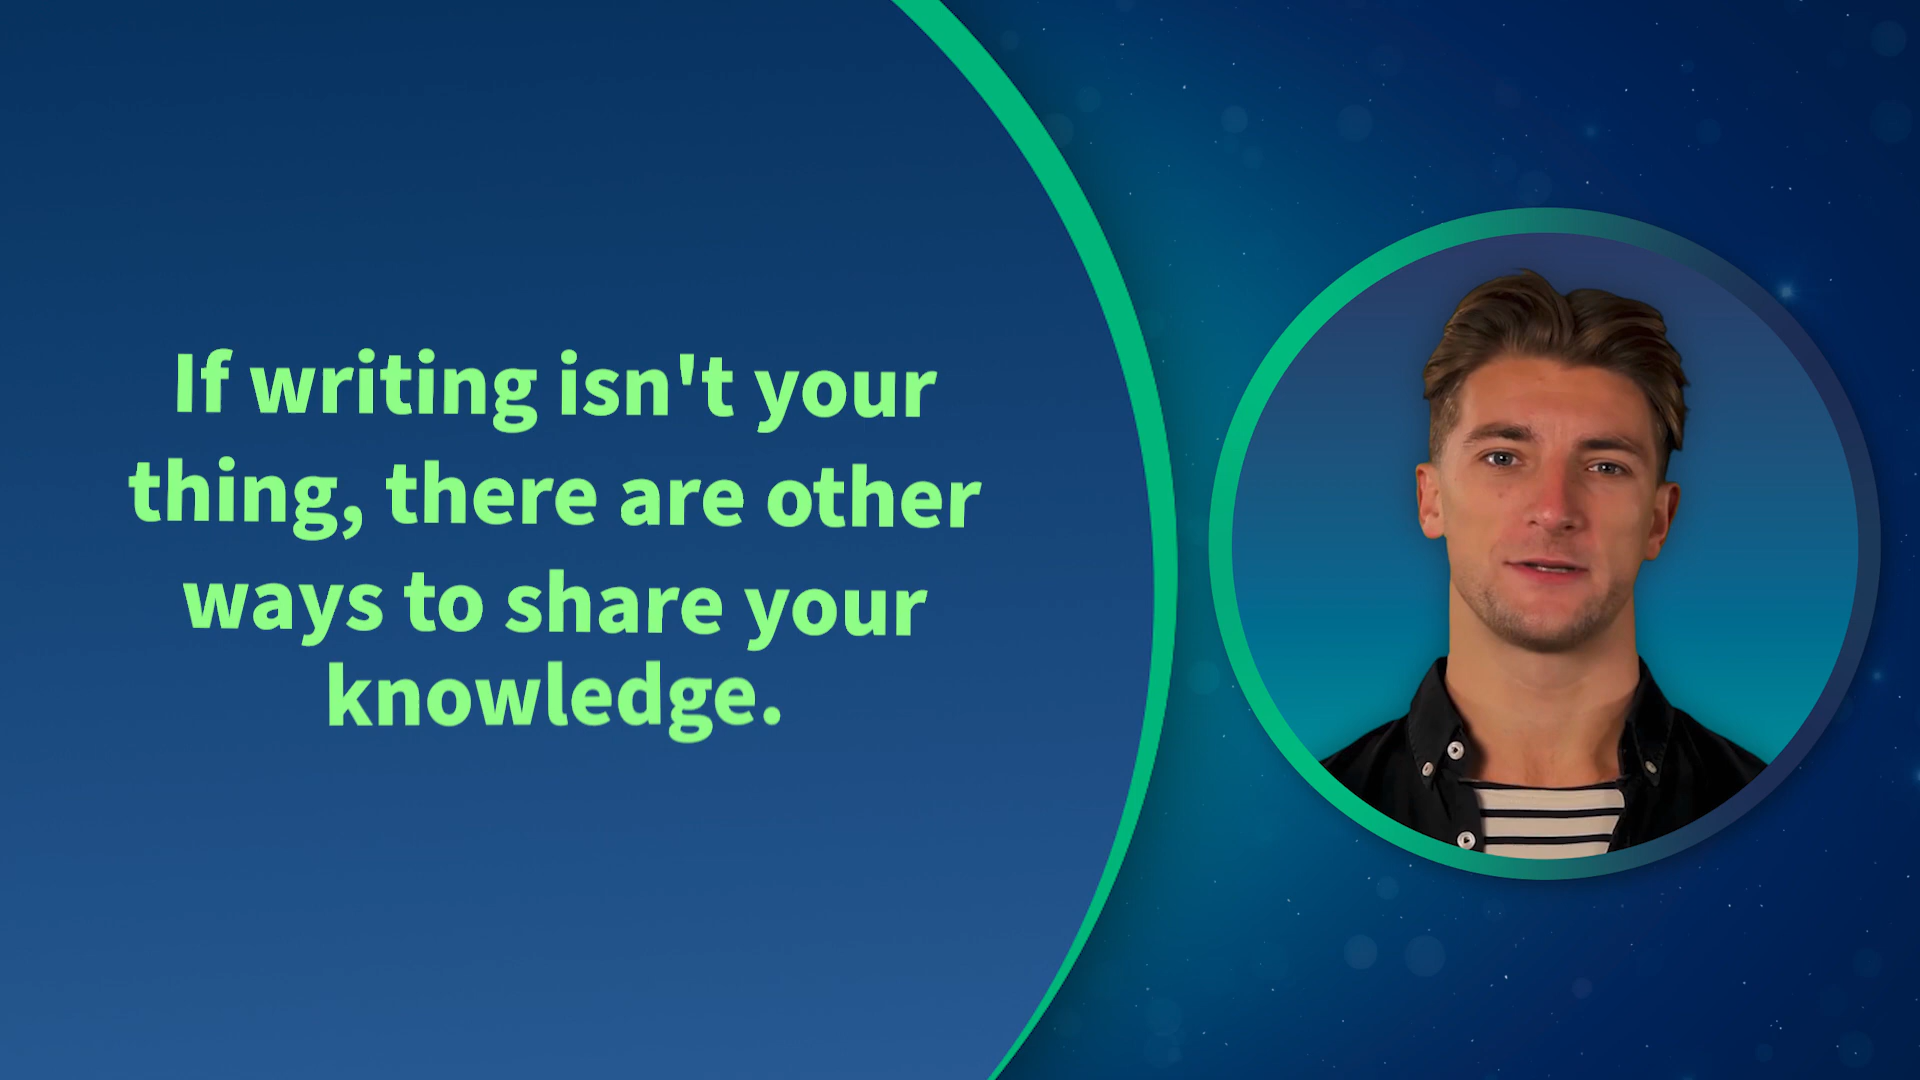 If writing isn't your
thing, there are other
ways to share your
knowledge.